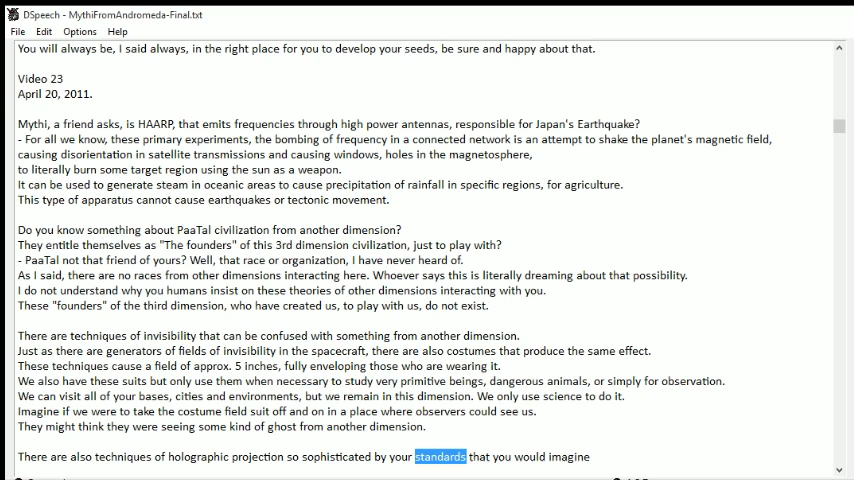 DSpeech - MythiFromAndromeda-Final.txt
File Edit Options Help
You will always be, I said always, in the right place for you to develop your seeds, be sure and happy about that.
Video 23
April 20, 2011.
Mythi, a friend asks, is HAARP, that emits frequencies through high power antennas, responsible for Japan's Earthquake?
- For all we know, these primary experiments, the bombing of frequency in a connected network is an attempt to shake the planet's magnetic field,
causing disorientation in satellite transmissions and causing windows, holes in the magnetosphere,
to literally burn some target region using the sun as a weapon.
It can be used to generate steam in oceanic areas to cause precipitation of rainfall in specific regions, for agriculture.
This type of apparatus cannot cause earthquakes or tectonic movement.
Do you know something about PaaTal civilization from another dimension?
They entitle themselves as "The founders" of this 3rd dimension civilization, just to play with?
- PaaTal not that friend of yours? Well, that race or organization, I have never heard of.
As I said, there are no races from other dimensions interacting here. Whoever says this is literally dreaming about that possibility.
I do not understand why you humans insist on these theories of other dimensions interacting with you.
These "founders" of the third dimension, who have created us, to play with us, do not exist.
There are techniques of invisibility that can be confused with something from another dimension.
Just as there are generators of fields of invisibility in the spacecraft, there are also costumes that produce the same effect.
These techniques cause a field of approx. 5 inches, fully enveloping those who are wearing it.
We also have these suits but only use them when necessary to study very primitive beings, dangerous animals, or simply for observation.
We can visit all of your bases, cities and environments, but we remain in this dimension. We only use science to do it.
Imagine if we were to take the costume field suit off and on in a place where observers could see us.
They might think they were seeing some kind of ghost from another dimension.
There are also techniques of holographic projection so sophisticated by your standards that you would imagine